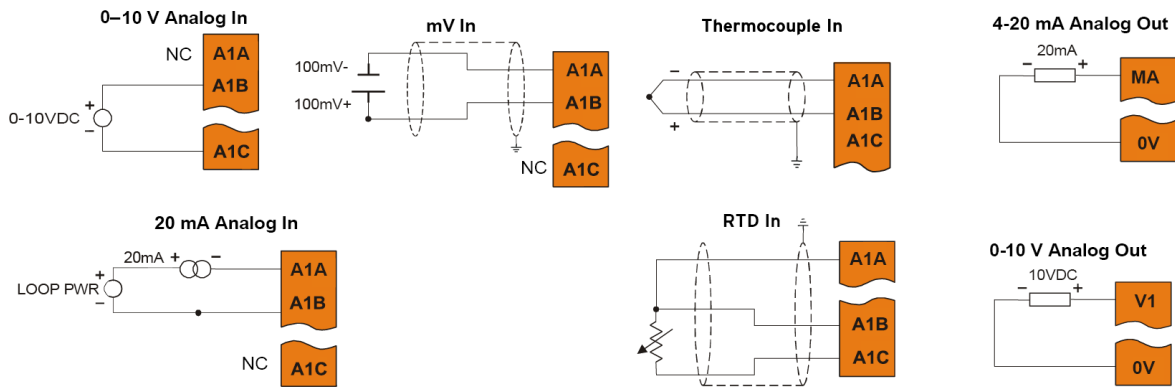 0–10 V Analog In
NC
A1A
A1B
+
0-10VDC
–
A1C
mV In
100mV-
100mV+
A1A
A1B
NC
A1C
Thermocouple In
–
A1A
A1B
+
A1C
4-20 mA Analog Out
20mA
–
+
MA
0V
20 mA Analog In
20mA
+
–
A1A
+
LOOP PWR
–
A1B
NC
A1C
RTD In
A1A
A1B
A1C
0-10 V Analog Out
10VDC
–
+
V1
0V